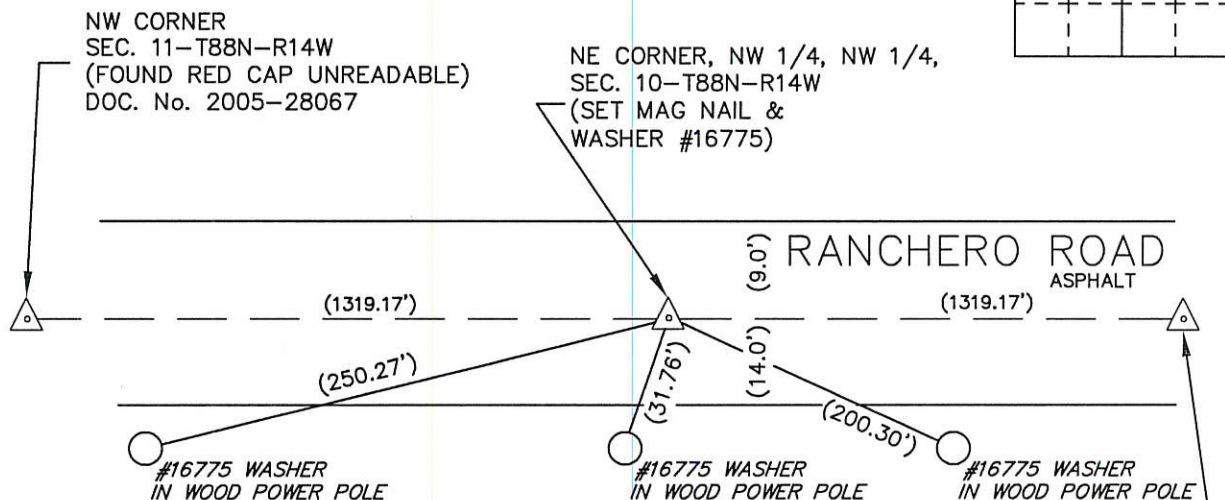 NW CORNER
SEC. 11-T88N-R14W
(FOUND RED CAP UNREADABLE)
DOC. No. 2005-28067
NE CORNER, NW 1/4, NW 1/4,
SEC. 10-T88N-R14W
(SET MAG NAIL &
WASHER #16775)
RANCHERO ROAD
ASPHALT
(9.0')
(1319.17')
(1319.17')
(250.27')
(31.76')
(14.0')
(200.30')
#16775 WASHER
IN WOOD POWER POLE
#16775 WASHER
IN WOOD POWER POLE
#16775 WASHER
IN WOOD POWER POLE